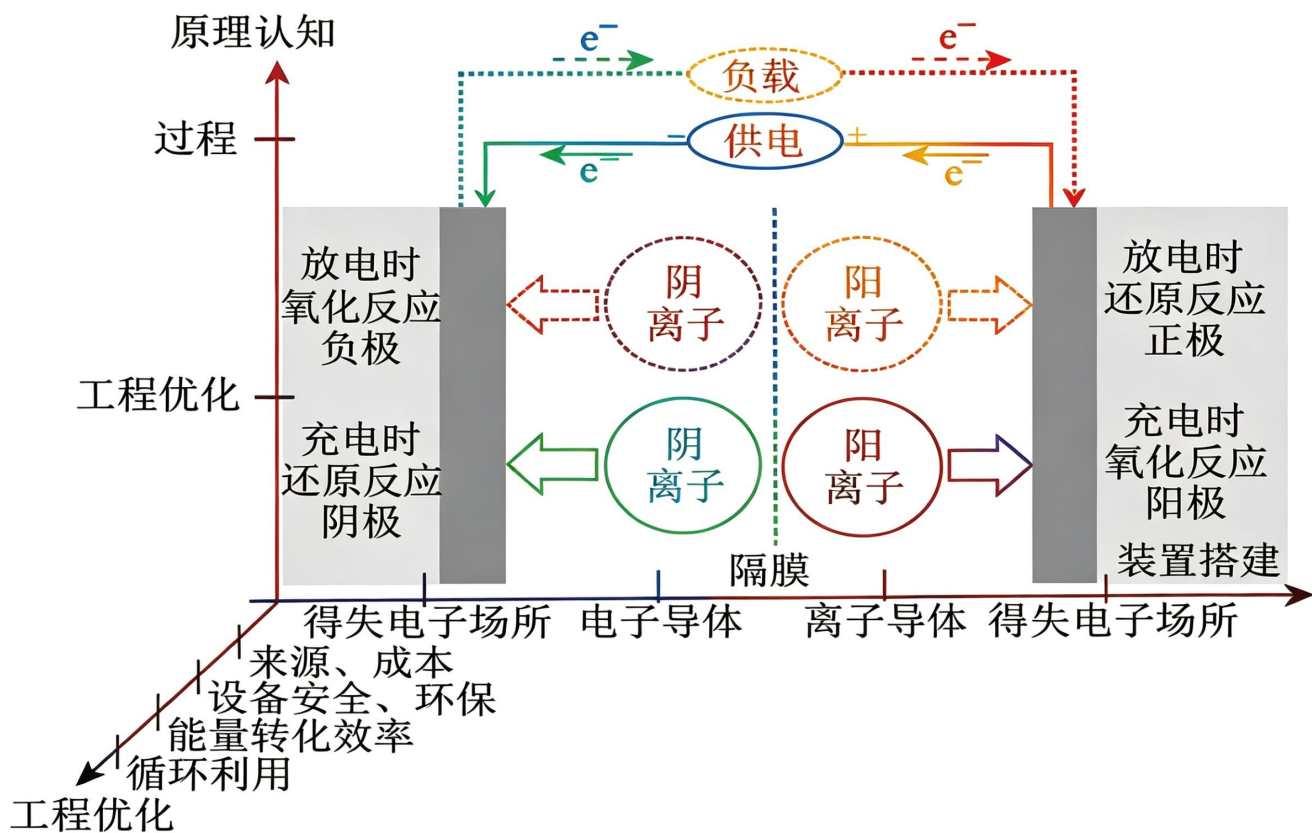 原理认知
e⁻
e⁻
负载
过程
−
供电
+
e⁻
e⁻
放电时
氧化反应
负极
阴
离子
阳
离子
放电时
还原反应
正极
工程优化
充电时
还原反应
阴极
阴
离子
阳
离子
充电时
氧化反应
阳极
隔膜
装置搭建
得失电子场所
电子导体
离子导体
得失电子场所
来源、成本
设备安全、环保
能量转化效率
循环利用
工程优化